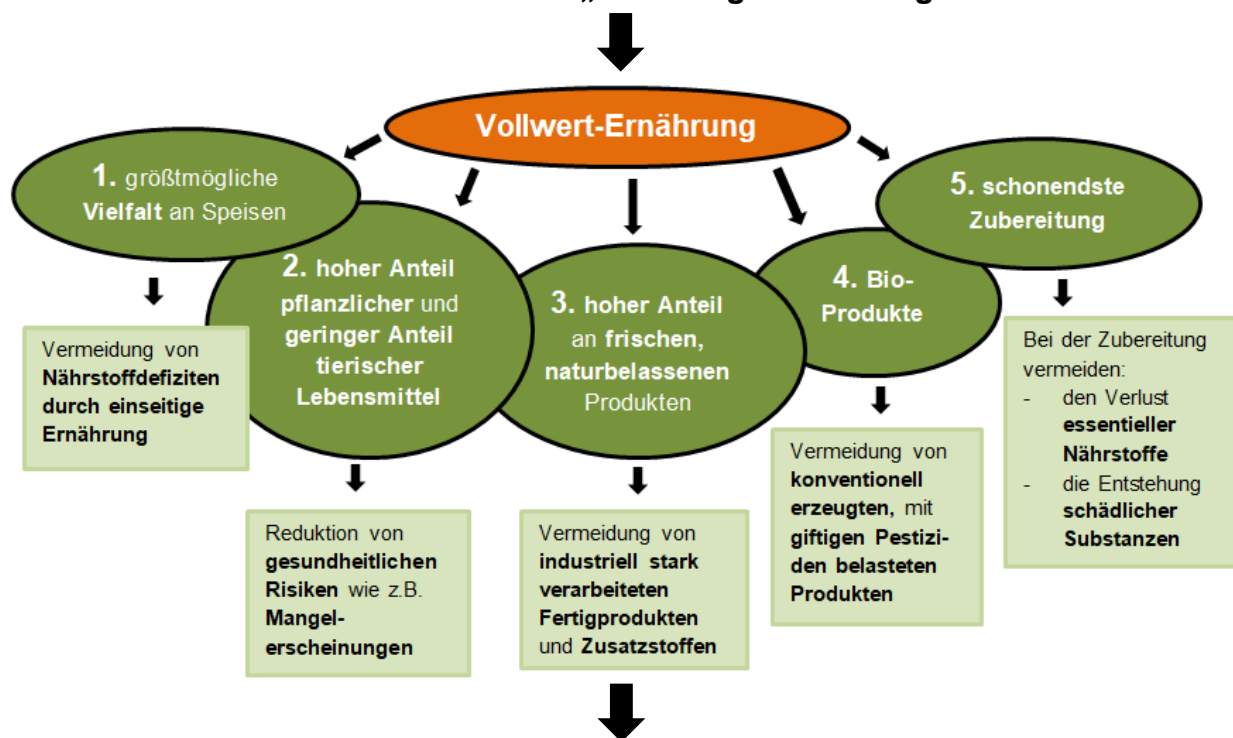 Vollwert-Ernährung
1. größtmögliche
Vielfalt an Speisen
2. hoher Anteil
pflanzlicher und
geringer Anteil
tierischer
Lebensmittel
3. hoher Anteil
an frischen,
naturbelassenen
Produkten
4. Bio-
Produkte
5. schonendste
Zubereitung
Vermeidung von
Nährstoffdefiziten
durch einseitige
Ernährung
Reduktion von
gesundheitlichen
Risiken wie z.B.
Mangel-
erscheinungen
Vermeidung von
industriell stark
verarbeiteten
Fertigprodukten
und Zusatzstoffen
Vermeidung von
konventionell
erzeugten, mit
giftigen Pestizi-
den belasteten
Produkten
Bei der Zubereitung
vermeiden:
- den Verlust
essentieller
Nährstoffe
- die Entstehung
schädlicher
Substanzen